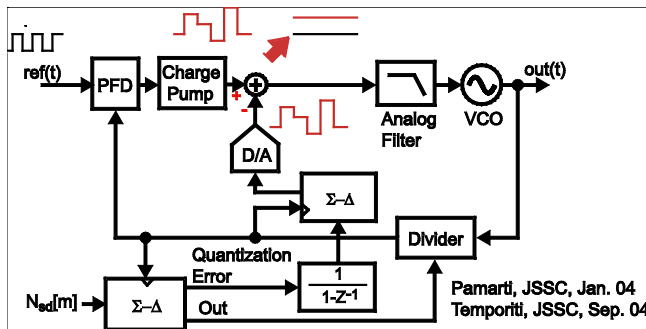 ref(t)
PFD
Charge
Pump
+
-
+
D/A
Analog
Filter
VCO
out(t)
Σ–Δ
Divider
Quantization
Error
1
1-Z-1
N_sd[m]
Σ–Δ
Out
Pamarti, JSSC, Jan. 04
Temporiti, JSSC, Sep. 04